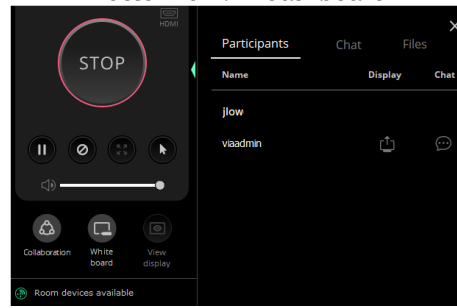 HDMI
STOP
Participants Chat Files
Name Display Chat
jlow
viaadmin
Collaboration White board View display
Room devices available